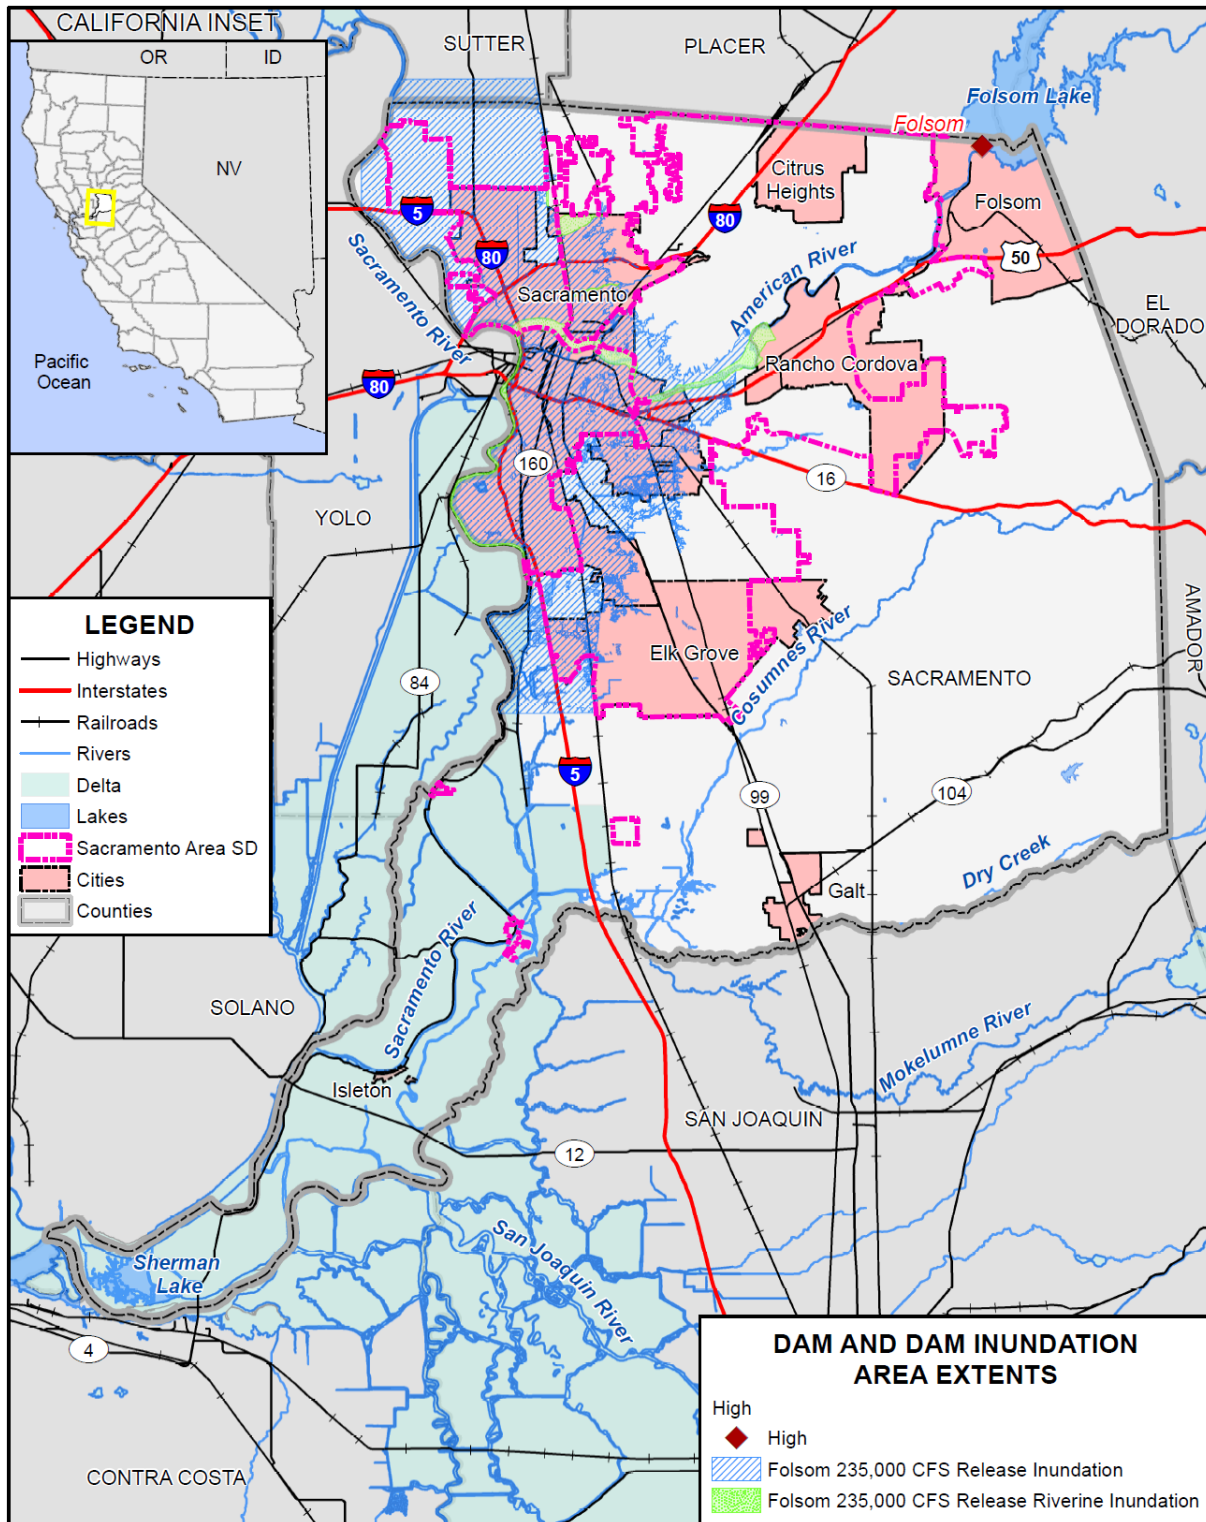 CALIFORNIA INSET
OR
ID
NV
Pacific
Ocean
SUTTER
PLACER
Folsom Lake
Folsom
Citrus
Heights
Folsom
5
80
80
50
Sacramento River
Sacramento
American River
EL
DORADO
Rancho Cordova
80
160
16
YOLO
AMADOR
LEGEND
Highways
Interstates
Railroads
Rivers
Delta
Lakes
Sacramento Area SD
Cities
Counties
84
Elk Grove
Cosumnes River
SACRAMENTO
5
99
104
Dry Creek
Galt
Sacramento River
SOLANO
Isleton
Mokelumne River
SAN JOAQUIN
12
San Joaquin River
Sherman
Lake
4
CONTRA COSTA
DAM AND DAM INUNDATION
AREA EXTENTS
High
High
Folsom 235,000 CFS Release Inundation
Folsom 235,000 CFS Release Riverine Inundation